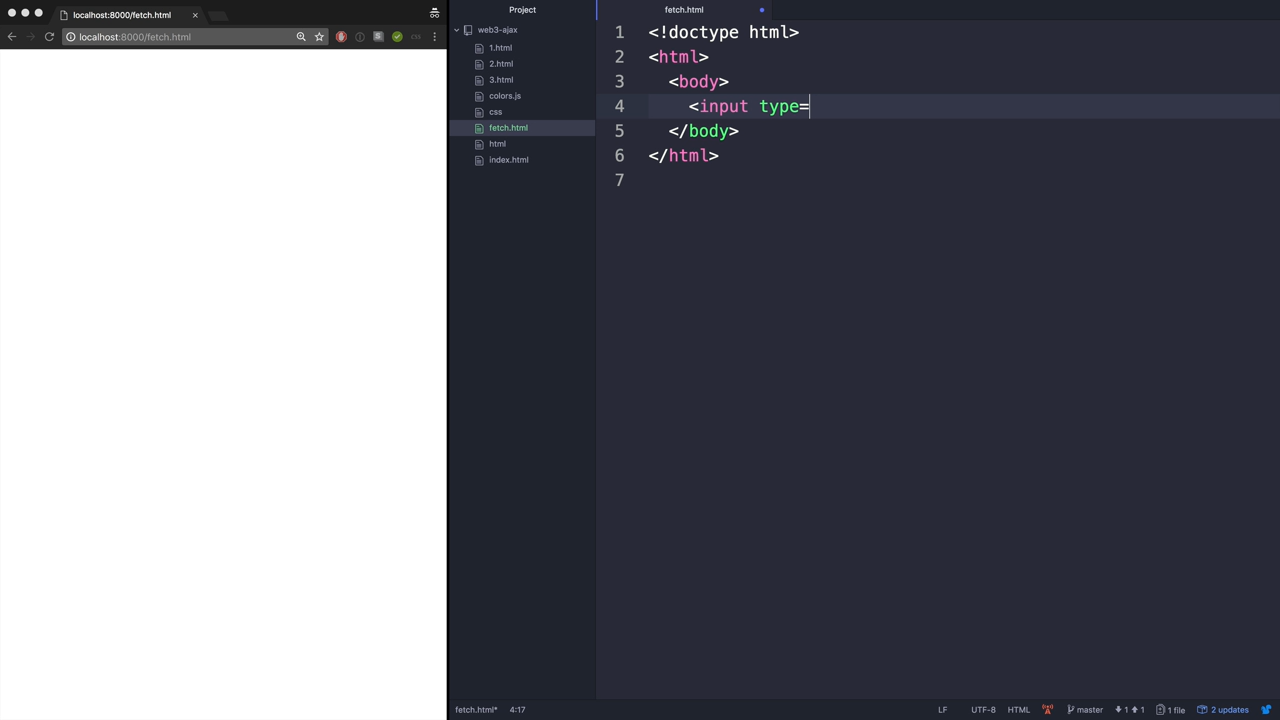 localhost:8000/fetch.html
localhost:8000/fetch.html
Project
web3-ajax
1.html
2.html
3.html
colors.js
css
fetch.html
html
index.html
fetch.html
1 <!doctype html>
2 <html>
3 <body>
4 <input type=
5 </body>
6 </html>
7
fetch.html* 4:17
LF UTF-8 HTML master 1 1 1 file 2 updates